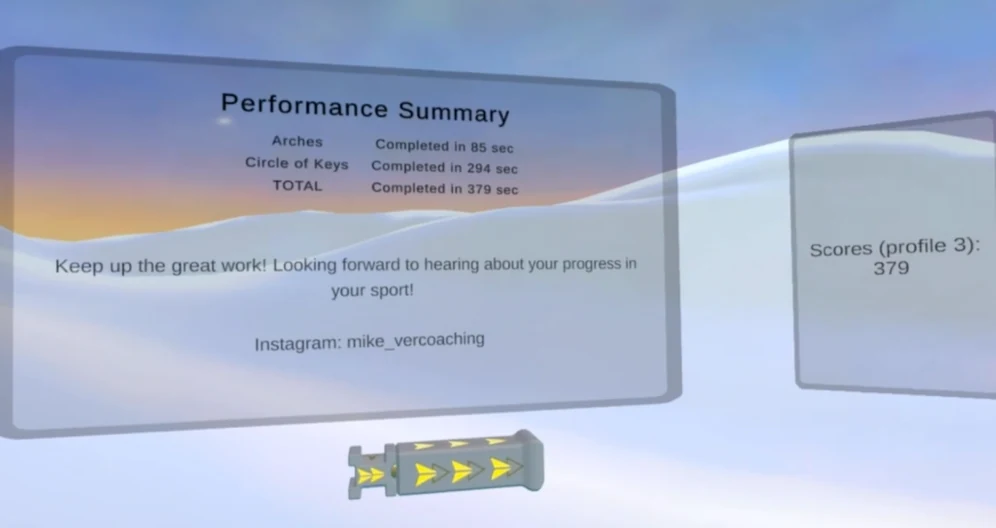 Performance Summary
Arches Completed in 85 sec
Circle of Keys Completed in 294 sec
TOTAL Completed in 379 sec
Keep up the great work! Looking forward to hearing about your progress in
your sport!
Instagram: mike_vercoaching
Scores (profile 3):
379